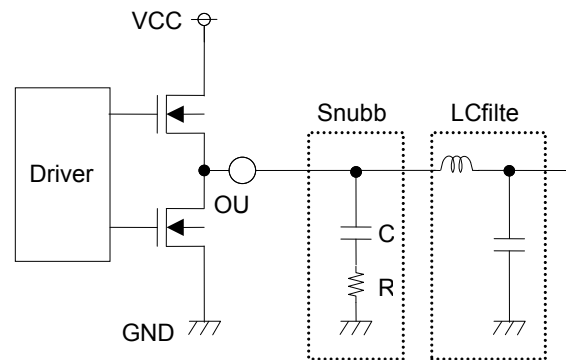 VCC
Snubb
LCfilte
Driver
OU
C
R
GND